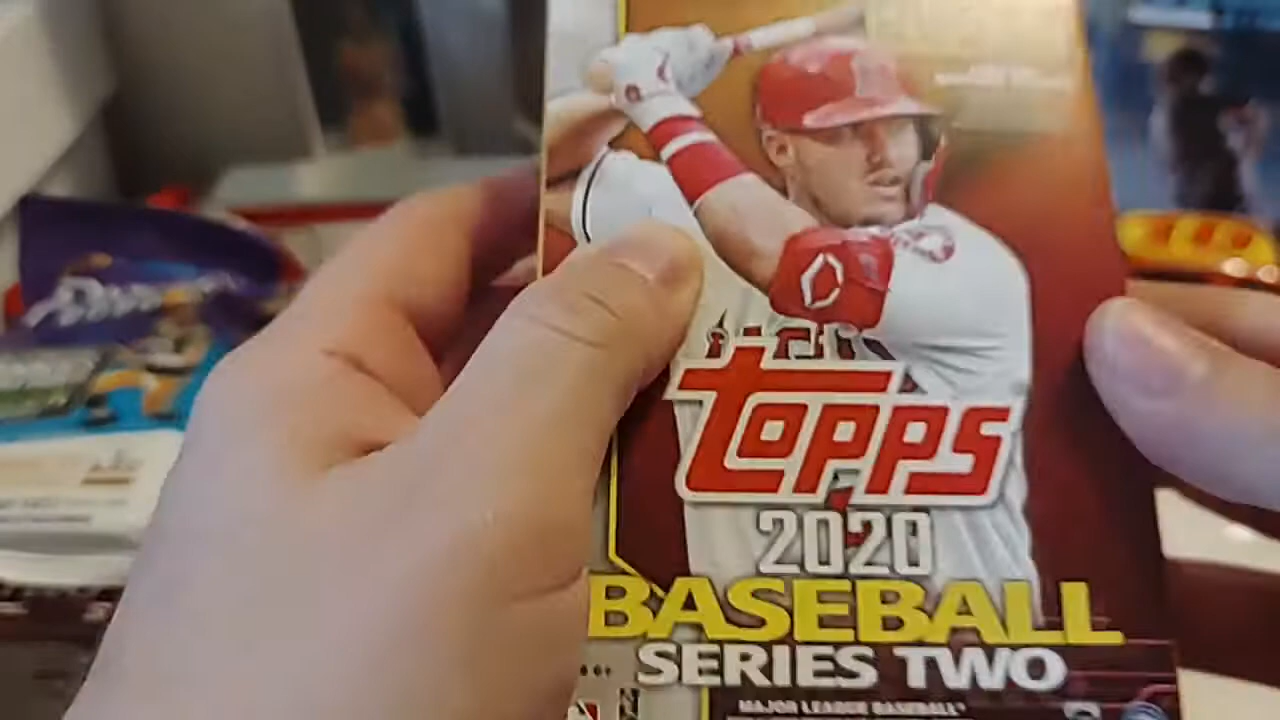 TOPPS
2020
BASEBALL
SERIES TWO
MAJOR LEAGUE BASEBALL